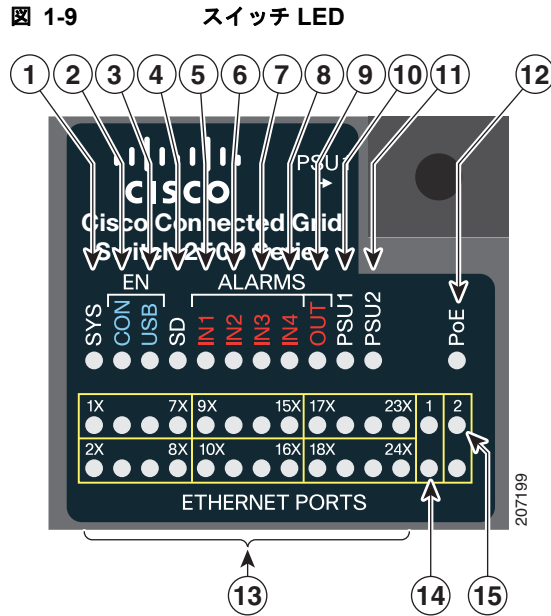 図 1-9 スイッチ LED
1 2 3 4 5 6 7 8 9 10 11 12
PSU1
CISCO
Cisco Connected Grid
Switch 2500 Series
EN ALARMS
SYS CON USB SD IN1 IN2 IN3 IN4 OUT PSU1 PSU2 PoE
1X 7X 9X 15X 17X 23X 1 2
2X 8X 10X 16X 18X 24X
ETHERNET PORTS
207199
13 14 15